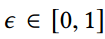 ϵ ∈ [0, 1]